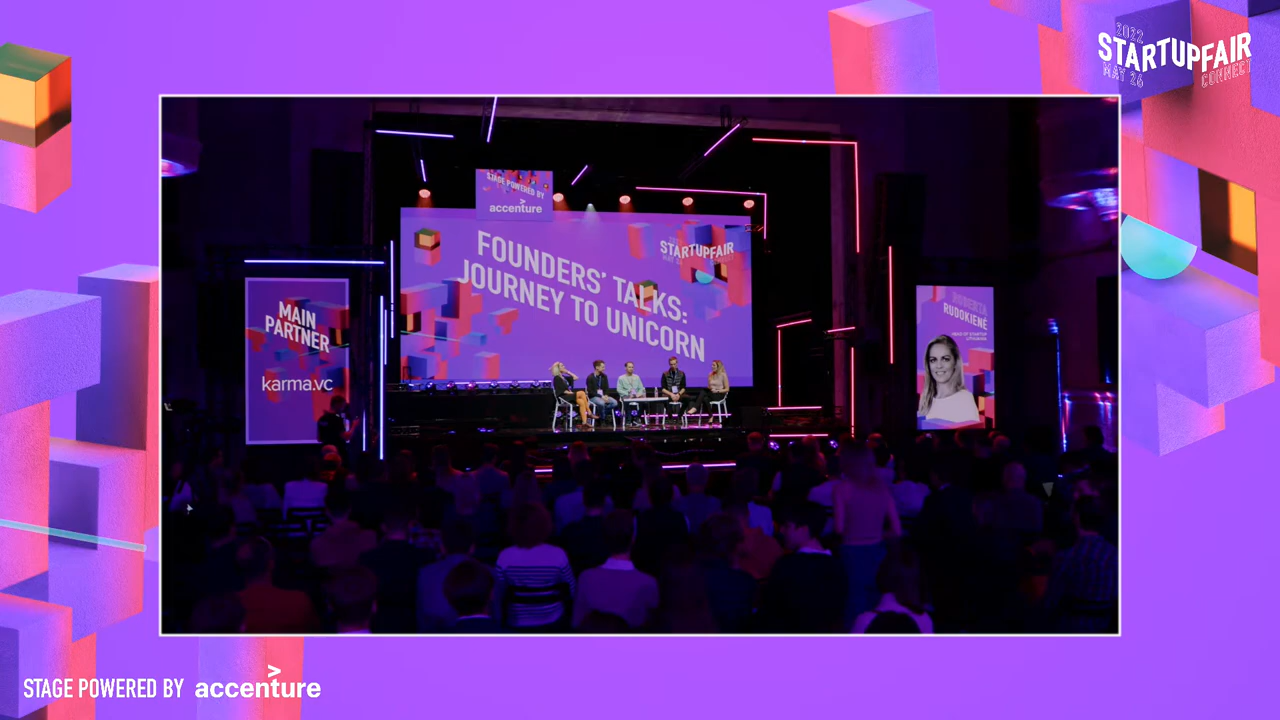 2022
STARTUPFAIR
MAY 26
CONNECT
STAGE POWERED BY
accenture
FOUNDERS' TALKS:
JOURNEY TO UNICORN
STARTUPFAIR
MAIN
PARTNER
karma.vc
ROBERTA
RUDOKIENĖ
STAGE POWERED BY accenture